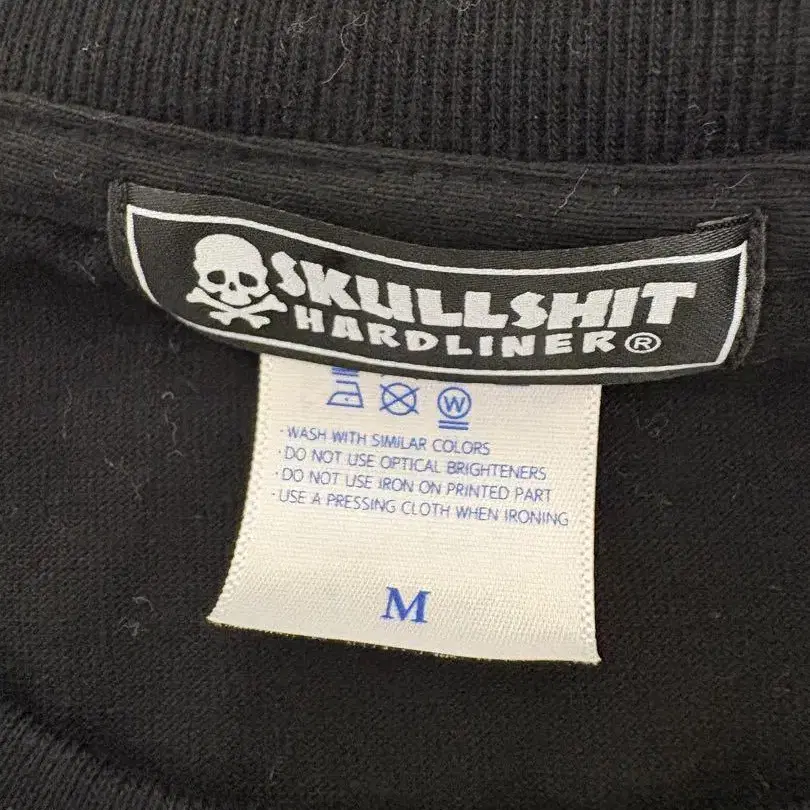 SKULLSHIT
HARDLINER®
W
·WASH WITH SIMILAR COLORS
·DO NOT USE OPTICAL BRIGHTENERS
·DO NOT USE IRON ON PRINTED PART
·USE A PRESSING CLOTH WHEN IRONING
M